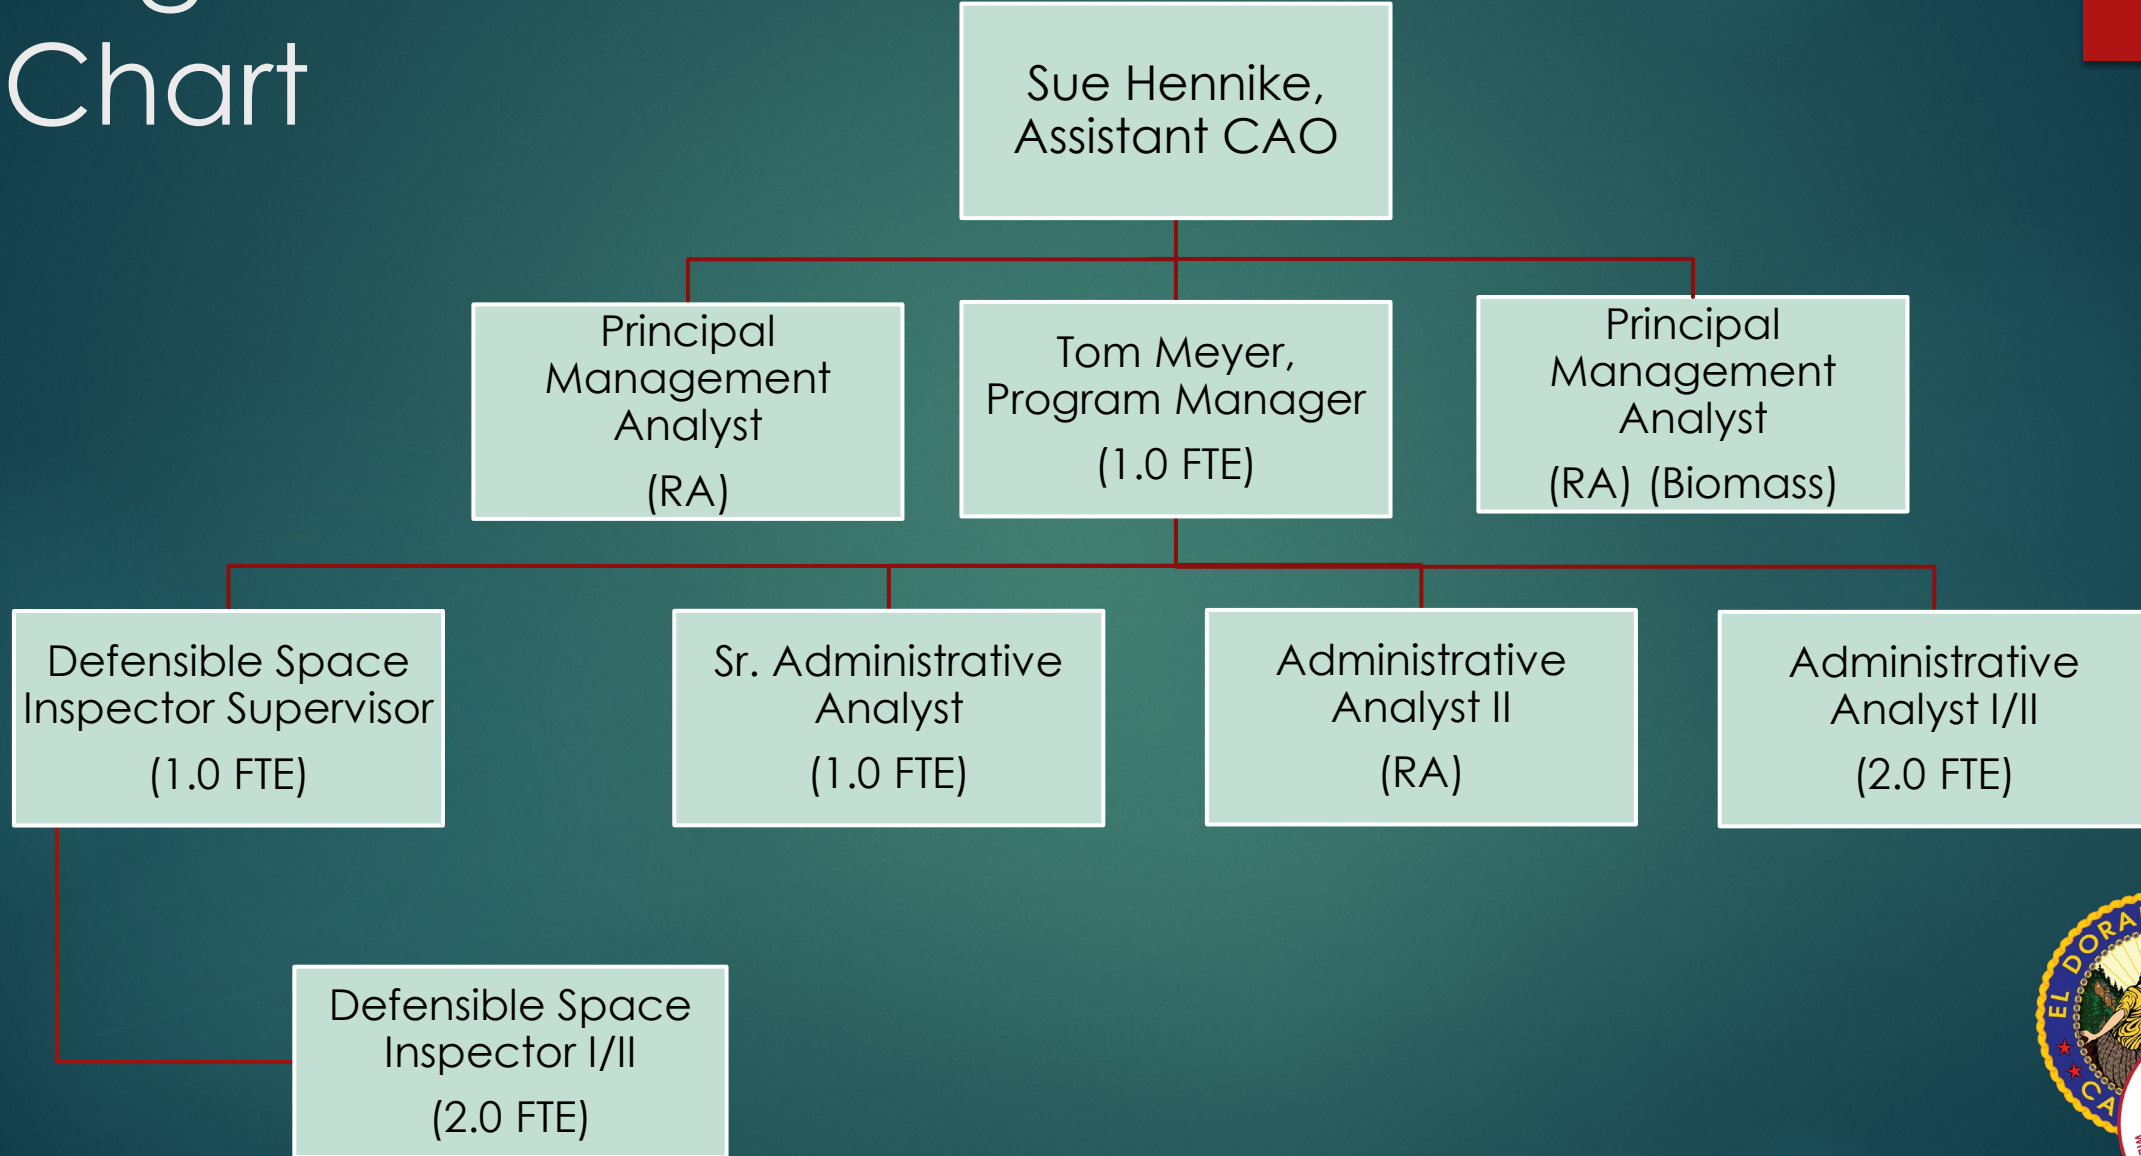 Chart
Sue Hennike,
Assistant CAO
Principal
Management
Analyst
(RA)
Tom Meyer,
Program Manager
(1.0 FTE)
Principal
Management
Analyst
(RA) (Biomass)
Defensible Space
Inspector Supervisor
(1.0 FTE)
Sr. Administrative
Analyst
(1.0 FTE)
Administrative
Analyst II
(RA)
Administrative
Analyst I/II
(2.0 FTE)
Defensible Space
Inspector I/II
(2.0 FTE)
EL